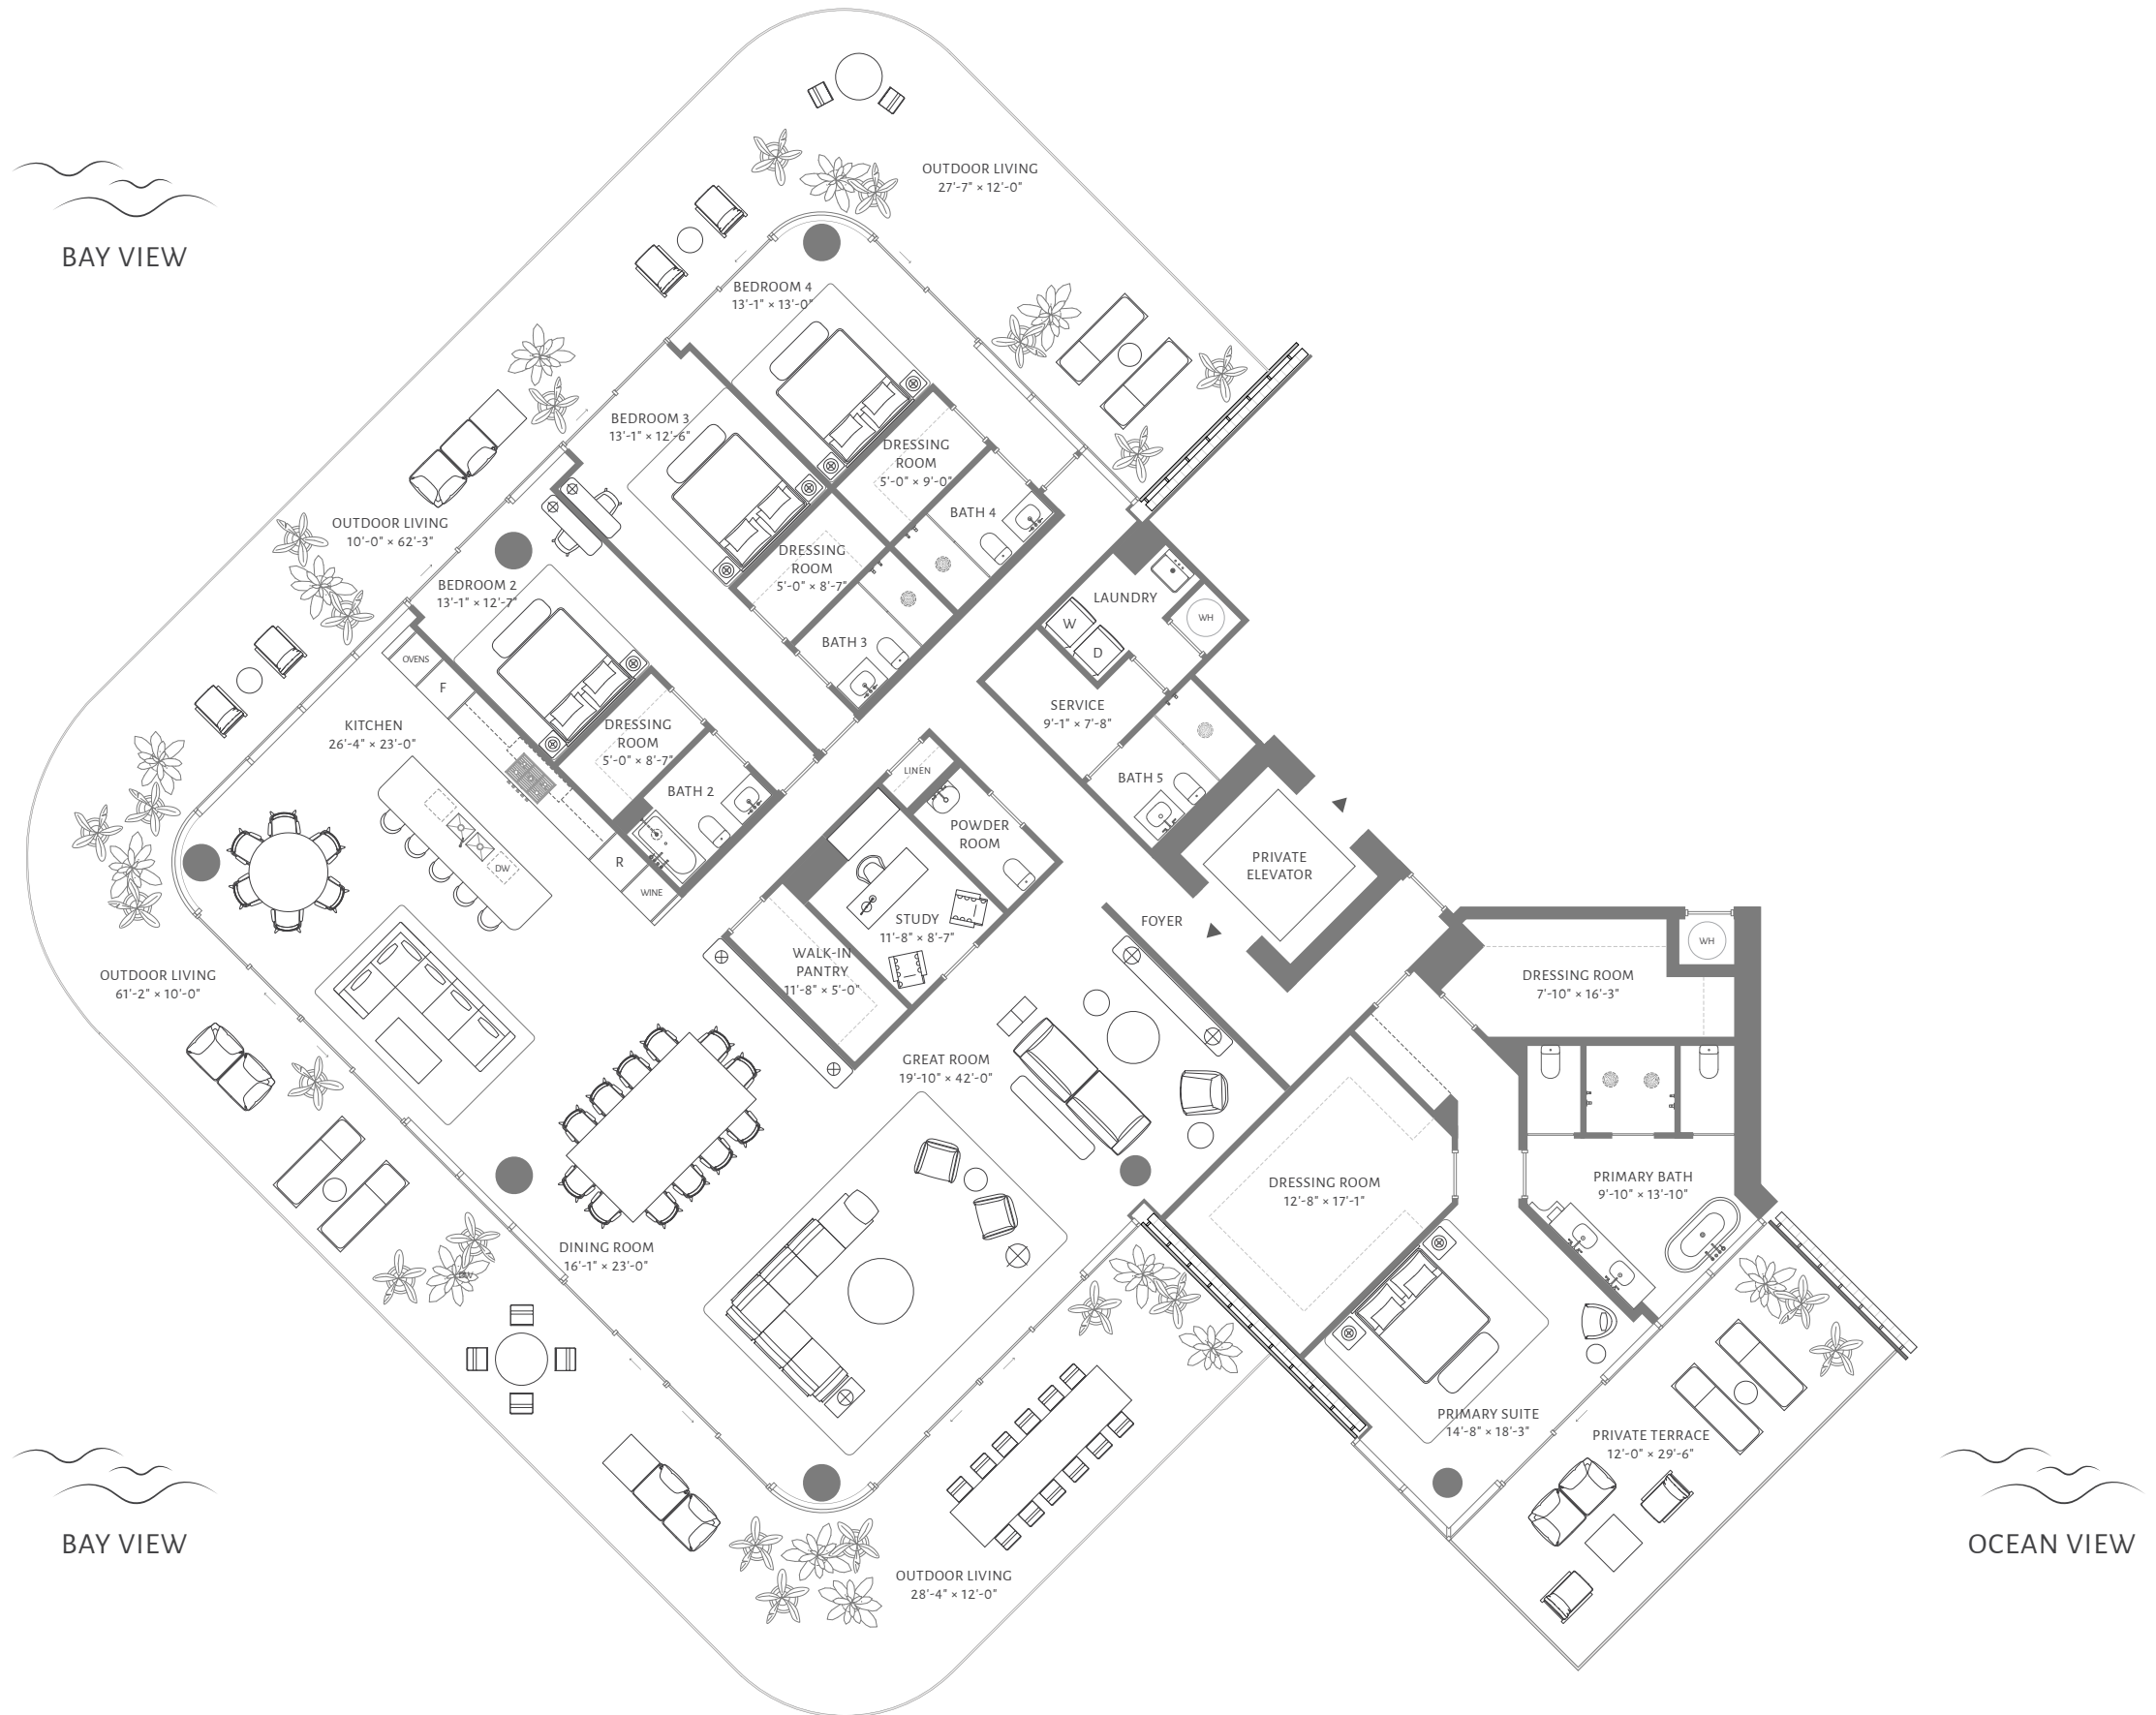 OUTDOOR LIVING
27'-7" × 12'-0"
BAY VIEW
BEDROOM 4
13'-1" × 13'-0"
BEDROOM 3
13'-1" × 12'-6"
DRESSING
ROOM
5'-0" × 9'-0"
BATH 4
OUTDOOR LIVING
10'-0" × 62'-3"
DRESSING
ROOM
5'-0" × 8'-7"
BEDROOM 2
13'-1" × 12'-7"
LAUNDRY
WH
W
D
BATH 3
OVENS
F
SERVICE
9'-1" × 7'-8"
KITCHEN
26'-4" × 23'-0"
DRESSING
ROOM
5'-0" × 8'-7"
LINEN
BATH 5
BATH 2
POWDER
ROOM
PRIVATE
ELEVATOR
R
DW
WINE
STUDY
11'-8" × 8'-7"
FOYER
WH
WALK-IN
PANTRY
11'-8" × 5'-0"
OUTDOOR LIVING
61'-2" × 10'-0"
DRESSING ROOM
7'-10" × 16'-3"
GREAT ROOM
19'-10" × 42'-0"
PRIMARY BATH
9'-10" × 13'-10"
DRESSING ROOM
12'-8" × 17'-1"
DINING ROOM
16'-1" × 23'-0"
DW
PRIMARY SUITE
14'-8" × 18'-3"
PRIVATE TERRACE
12'-0" × 29'-6"
BAY VIEW
OCEAN VIEW
OUTDOOR LIVING
28'-4" × 12'-0"